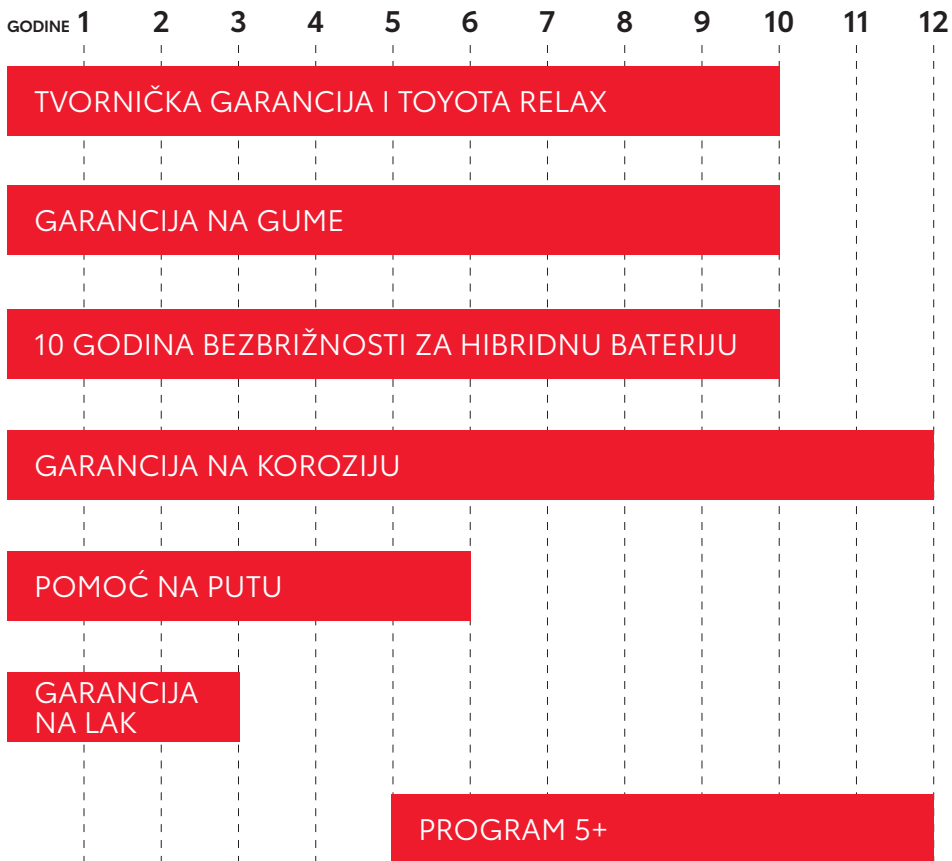 GODINE 1 2 3 4 5 6 7 8 9 10 11 12
TVORNIČKA GARANCIJA I TOYOTA RELAX
GARANCIJA NA GUME
10 GODINA BEZBRIŽNOSTI ZA HIBRIDNU BATERIJU
GARANCIJA NA KOROZIJU
POMOĆ NA PUTU
GARANCIJA
NA LAK
PROGRAM 5+